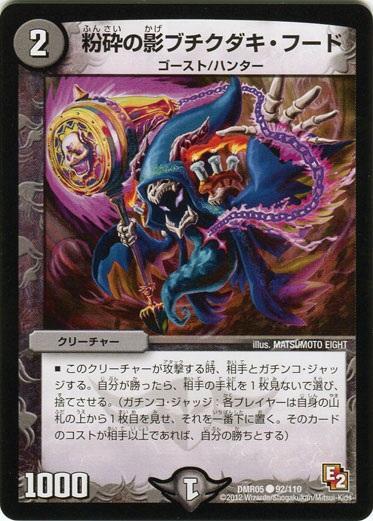 2
ふんさい かげ
粉砕の影ブチクダキ・フード
ゴースト/ハンター
クリーチャー
illus. MATSUMOTO EIGHT
■ このクリーチャーが攻撃する時、相手とガチンコ・ジャッ
ジする。自分が勝ったら、相手の手札を1枚見ないで選び、
捨てさせる。(ガチンコ・ジャッジ:各プレイヤーは自身の山
札の上から1枚目を見せ、それを一番下に置く。そのカード
のコストが相手以上であれば、自分の勝ちとする)
1000
DMR05 ● 92/110
©2012 Wizards/Shogakukan/Mitsui-Kids
E2